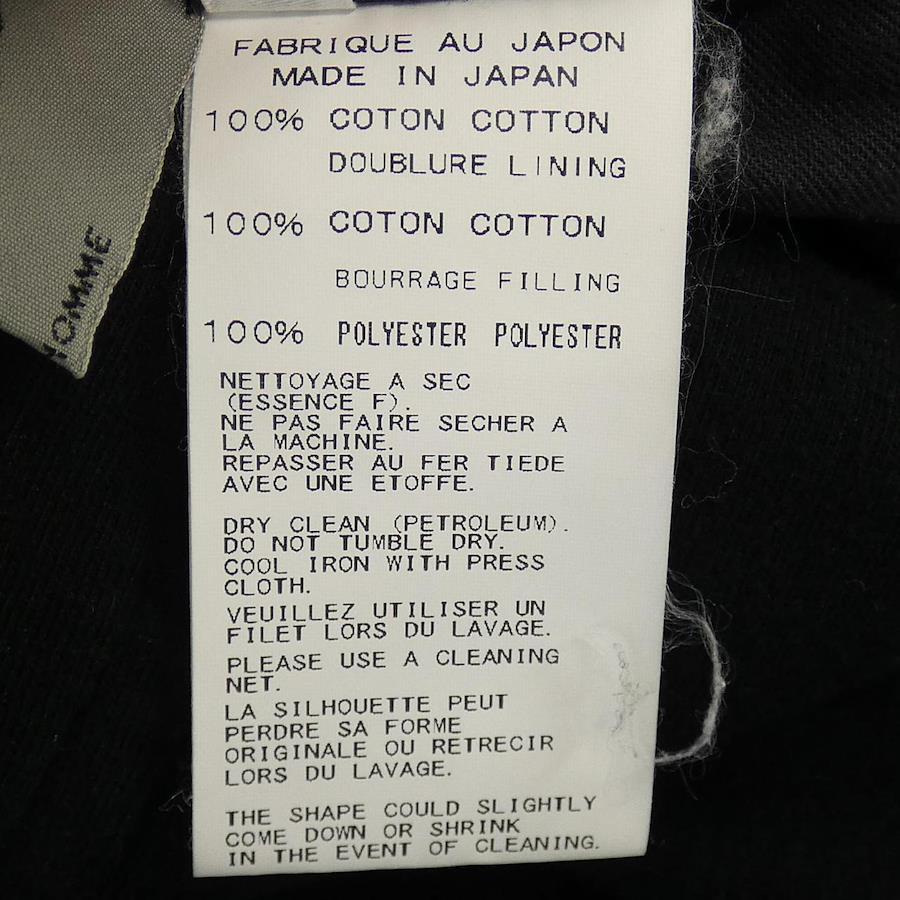 FABRIQUE AU JAPON
MADE IN JAPAN
100% COTON COTTON
DOUBLURE LINING
100% COTON COTTON
BOURRAGE FILLING
100% POLYESTER POLYESTER
NETTOYAGE A SEC
(ESSENCE F).
NE PAS FAIRE SECHER A
LA MACHINE.
REPASSER AU FER TIEDE
AVEC UNE ETOFFE.
DRY CLEAN (PETROLEUM).
DO NOT TUMBLE DRY.
COOL IRON WITH PRESS
CLOTH.
VEUILLEZ UTILISER UN
FILET LORS DU LAVAGE.
PLEASE USE A CLEANING
NET.
LA SILHOUETTE PEUT
PERDRE SA FORME
ORIGINALE OU RETRECIR
LORS DU LAVAGE.
THE SHAPE COULD SLIGHTLY
COME DOWN OR SHRINK
IN THE EVENT OF CLEANING.
HOMME